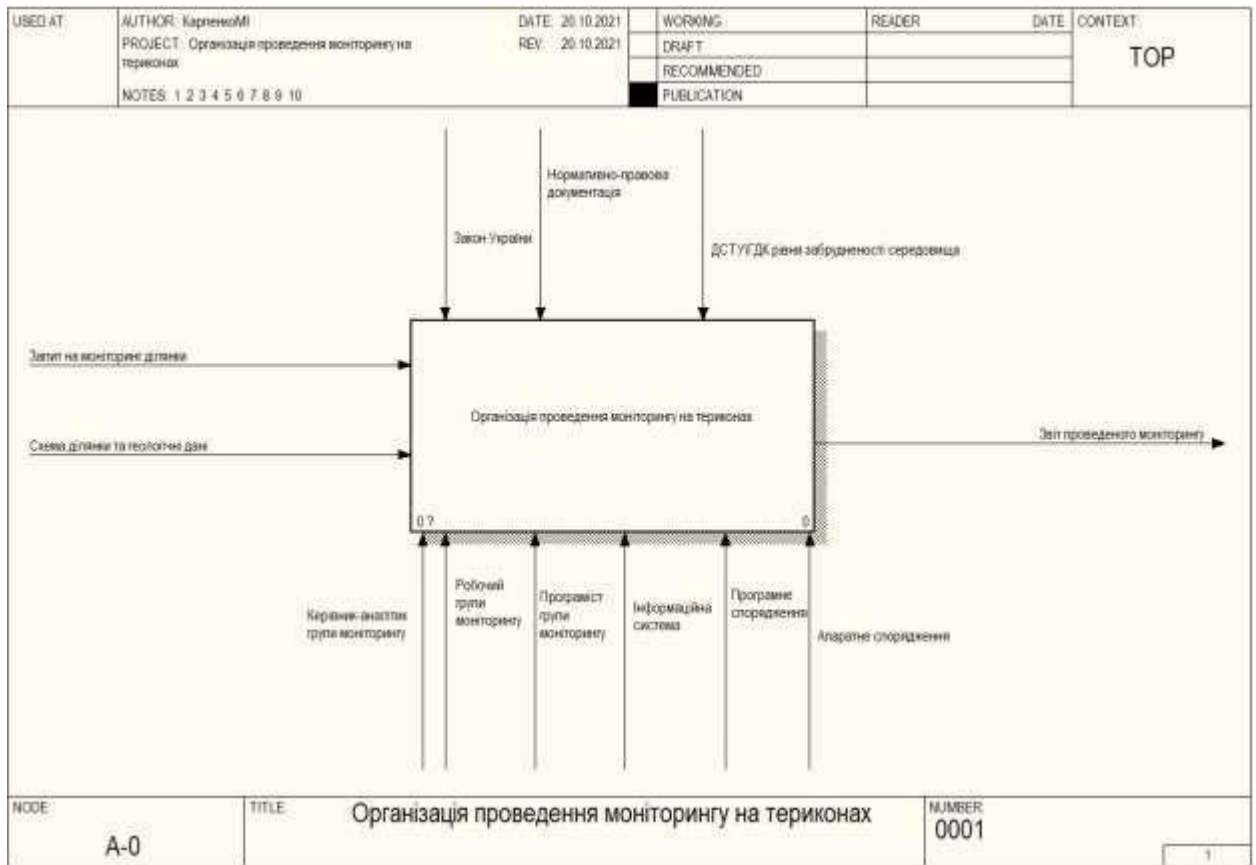 USED AT:
AUTHOR: КарпенкоМІ
DATE: 20.10.2021
PROJECT: Організація проведення моніторингу на
териконах
REV: 20.10.2021
NOTES: 1 2 3 4 5 6 7 8 9 10
WORKING
DRAFT
RECOMMENDED
PUBLICATION
READER
DATE
CONTEXT:
TOP
Нормативно-правова
документація
Закон України
ДСТУ\ГДК рівня забрудненості середовища
Запит на моніторинг ділянки
Організація проведення моніторингу на териконах
Звіт проведеного моніторингу
Схема ділянки та геологічні дані
0 ?
0
Керівник-аналітик
групи моніторингу
Робочий
групи
моніторингу
Програміст
групи
моніторингу
Інформаційна
система
Програмне
спорядження
Апаратне спорядження
NODE:
A-0
TITLE:
Організація проведення моніторингу на териконах
NUMBER:
0001
1